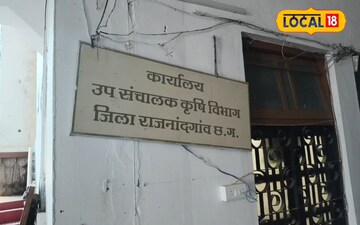 LOCAL 18
कार्यालय
उप संचालक कृषि विभाग
जिला राजनांदगांव छ.ग.